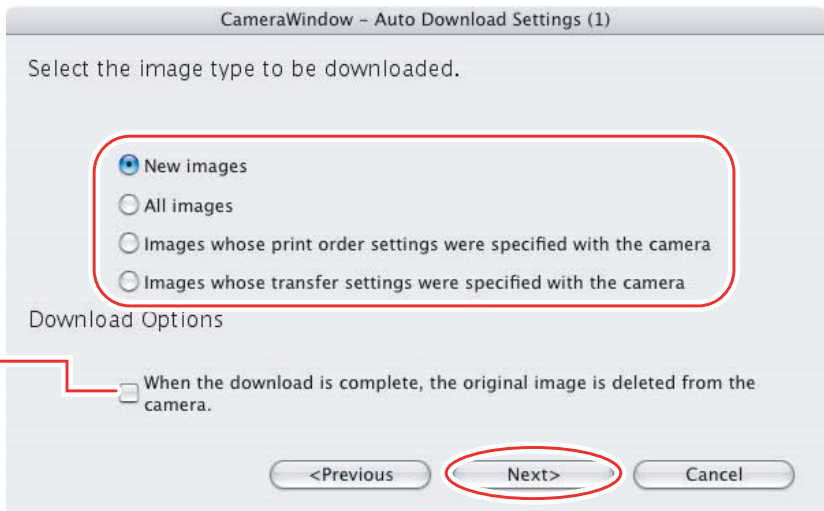 CameraWindow – Auto Download Settings (1)
Select the image type to be downloaded.
New images
All images
Images whose print order settings were specified with the camera
Images whose transfer settings were specified with the camera
Download Options
When the download is complete, the original image is deleted from the
camera.
<Previous
Next>
Cancel